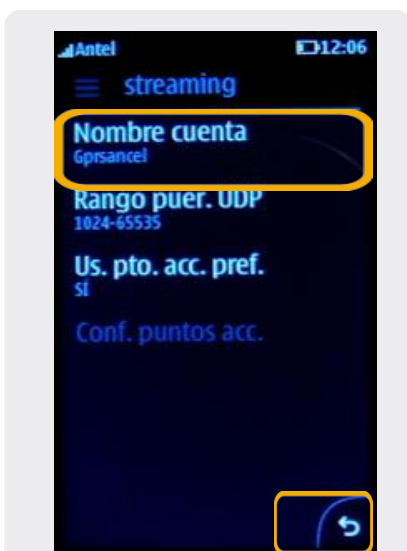 Antel 12:06
streaming
Nombre cuenta
Gprsancel
Rango puer. UDP
1024-65535
Us. pto. acc. pref.
SÍ
Conf. puntos acc.